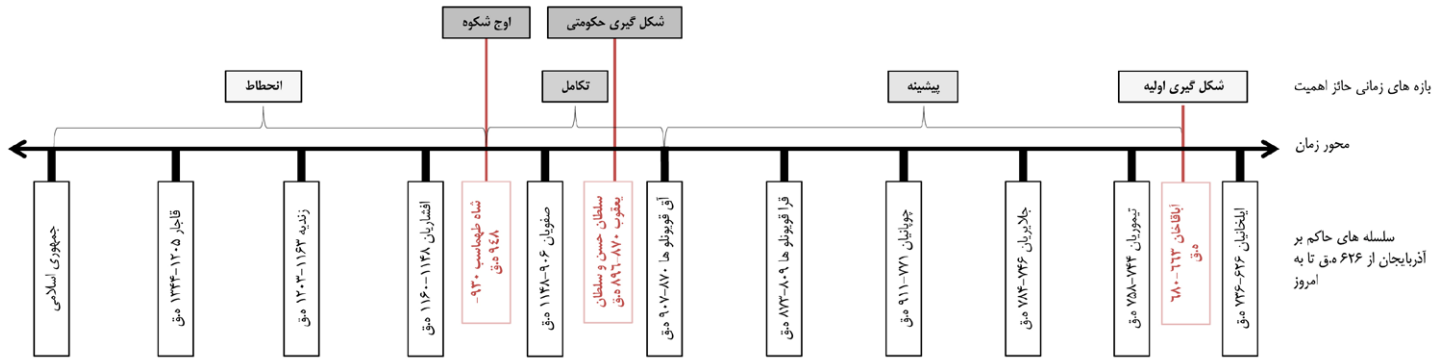 اوج شکوه
شکل گیری حکومتی
بازه های زمانی حائز اهمیت
شکل گیری اولیه
پیشینه
تکامل
انحطاط
محور زمان
سلسله های حاکم بر
آذربایجان از ۶۲۶ ه.ق تا به
امروز
ایلخانیان ۶۲۶-۷۳۶ ه.ق
آباقاخان ۶۶۳-۶۸۰
ه.ق
تیموریان ۷۴۴-۷۵۸ ه.ق
جلایریان ۷۴۶-۷۸۴ ه.ق
چوپانیان ۷۷۱-۹۱۱ ه.ق
قرا قویونلو ها ۸۰۹-۸۷۳ ه.ق
آق قویونلو ها ۸۷۰-۹۰۷ ه.ق
سلطان حسن و سلطان
یعقوب ۸۷۰-۸۹۶ ه.ق
صفویان ۹۰۶-۱۱۴۸ ه.ق
شاه طهماسب ۹۳۰-
۹۴۸ ه.ق
افشاریان ۱۱۴۸-۱۱۶۰ ه.ق
زندیه ۱۱۶۳-۱۲۰۳ ه.ق
قاجار ۱۲۰۵-۱۳۴۴ ه.ق
جمهوری اسلامی